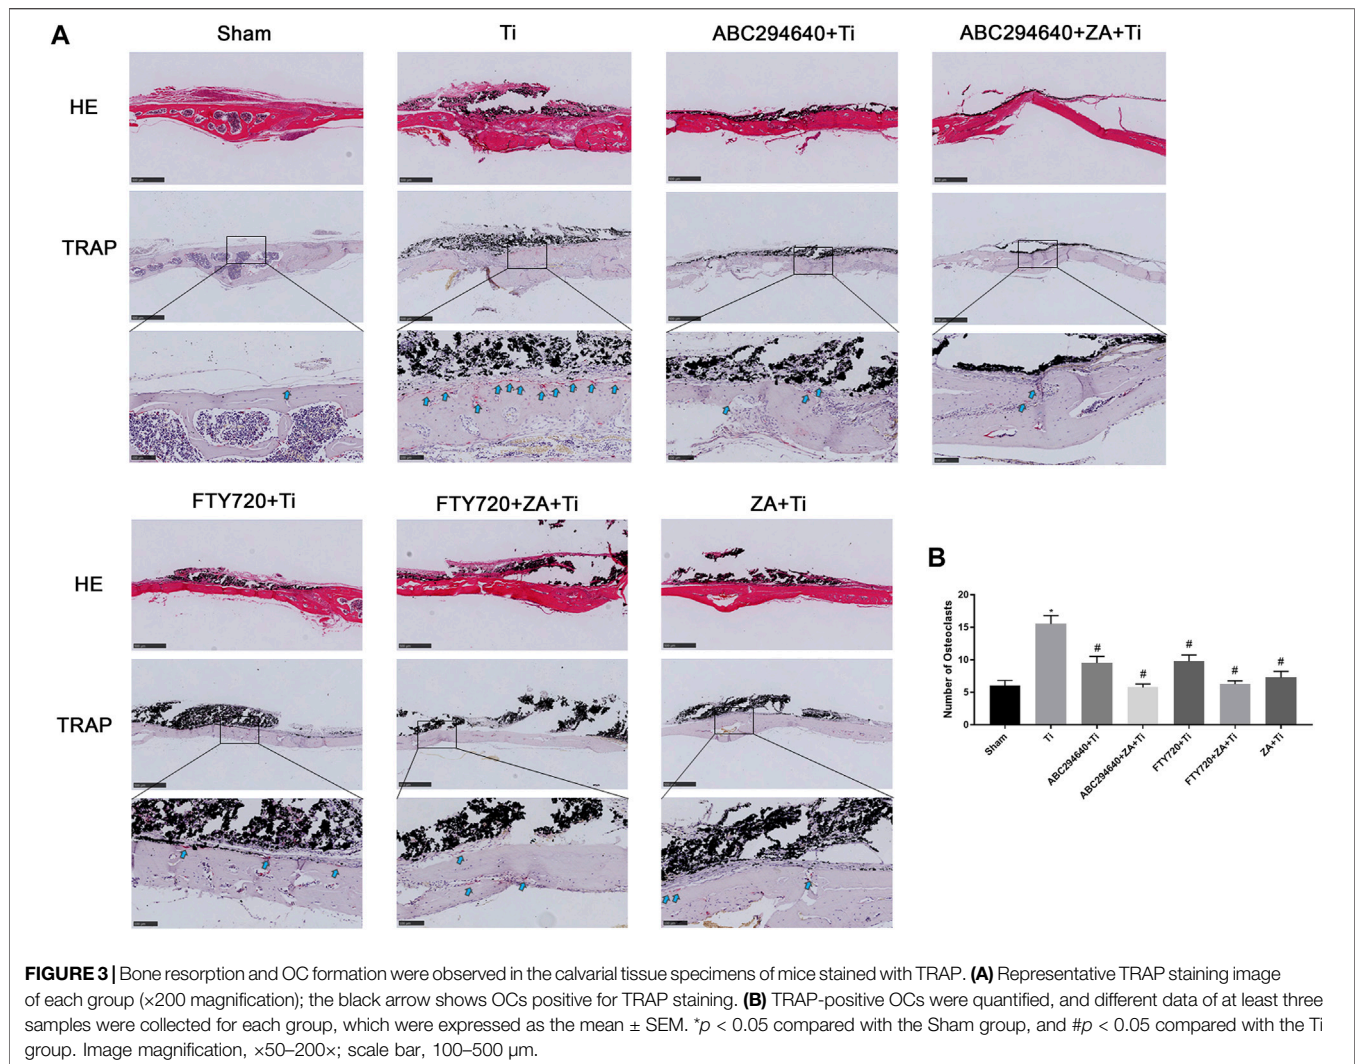 A
Sham
Ti
ABC294640+Ti
ABC294640+ZA+Ti
HE
TRAP
FTY720+Ti
FTY720+ZA+Ti
ZA+Ti
HE
TRAP
B
Number of Osteoclasts
20
15
10
5
0
*
#
#
#
#
#
Sham
Ti
ABC294640+Ti
ABC294640+ZA+Ti
FTY720+Ti
FTY720+ZA+Ti
ZA+Ti
FIGURE 3 | Bone resorption and OC formation were observed in the calvarial tissue specimens of mice stained with TRAP. (A) Representative TRAP staining image
of each group (×200 magnification); the black arrow shows OCs positive for TRAP staining. (B) TRAP-positive OCs were quantified, and different data of at least three
samples were collected for each group, which were expressed as the mean ± SEM. *p < 0.05 compared with the Sham group, and #p < 0.05 compared with the Ti
group. Image magnification, ×50–200×; scale bar, 100–500 μm.